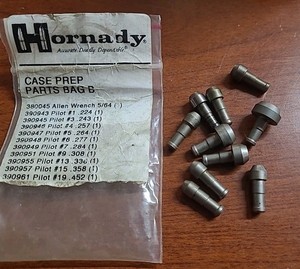 Hornady
Accurate. Deadly. Dependable.
CASE PREP
PARTS BAG B
380045 Allen Wrench 5/64 (1)
390943 Pilot #1 .224 (1)
390945 Pilot #3 .243 (1)
390946 Pilot #4 .257 (1)
390947 Pilot #5 .264 (1)
390948 Pilot #6 .277 (1)
390949 Pilot #7 .284 (1)
390951 Pilot #9 .308 (1)
390955 Pilot #13 .338 (1)
390957 Pilot #15 .358 (1)
390961 Pilot #19 .452 (1)